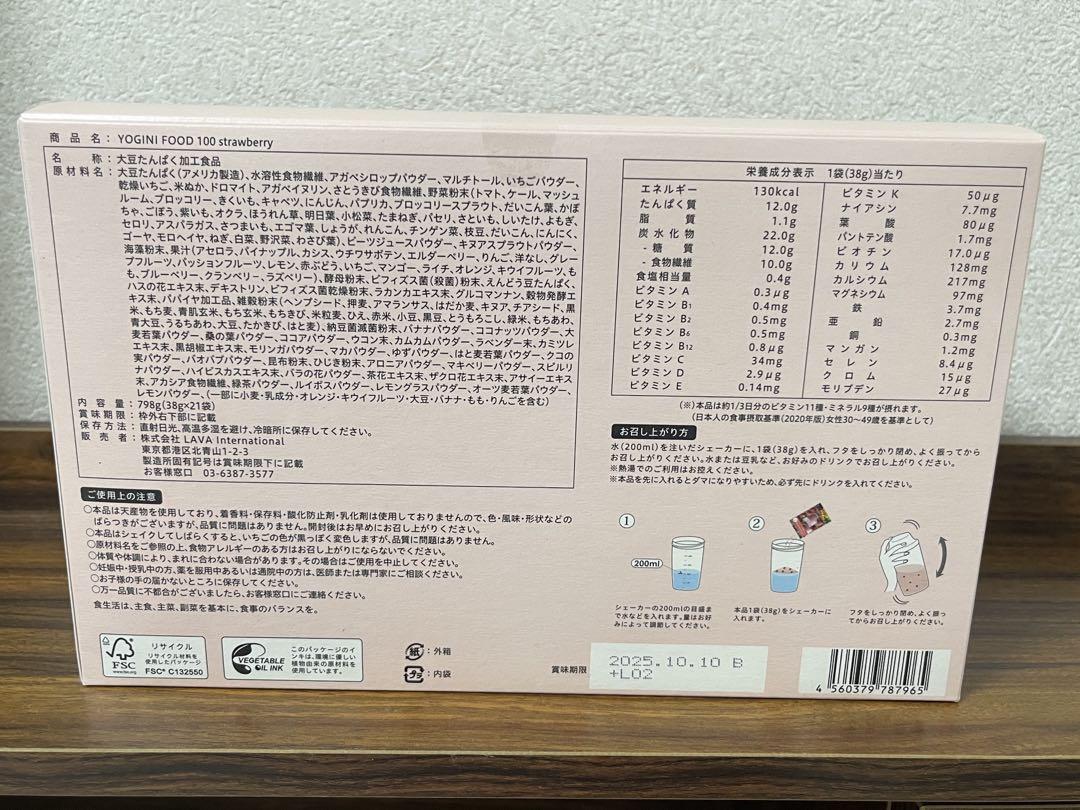 商品名: YOGINI FOOD 100 strawberry
名称: 大豆たんぱく加工食品
原材料名: 大豆たんぱく(アメリカ製造)、水溶性食物繊維、アガベシロップパウダー、マルチトール、いちごパウダー、
乾燥いちご、米ぬか、ドロマイト、アガベイヌリン、さとうきび食物繊維、野菜粉末(トマト、ケール、マッシュ
ルーム、ブロッコリー、きくいも、キャベツ、にんじん、パプリカ、ブロッコリースプラウト、だいこん葉、かぼ
ちゃ、ごぼう、紫いも、オクラ、ほうれん草、明日葉、小松菜、たまねぎ、パセリ、さといも、しいたけ、よもぎ、
セロリ、アスパラガス、さつまいも、エゴマ葉、しょうが、れんこん、チンゲン菜、枝豆、だいこん、にんにく、
ゴーヤ、モロヘイヤ、ねぎ、白菜、野沢菜、わさび葉)、ビーツジュースパウダー、キヌアスプラウトパウダー、
海藻粉末、果汁(アセロラ、パイナップル、カシス、ウチワサボテン、エルダーベリー、りんご、洋なし、グレー
プフルーツ、パッションフルーツ、レモン、赤ぶどう、いちご、マンゴー、ライチ、オレンジ、キウイフルーツ、も
も、ブルーベリー、クランベリー、ラズベリー)、酵母粉末、ビフィズス菌(殺菌)粉末、えんどう豆たんぱく、
ハスの花エキス末、デキストリン、ビフィズス菌乾燥粉末、ラカンカエキス末、グルコマンナン、穀物発酵エ
キス末、パパイヤ加工品、雑穀粉末(ヘンプシード、押麦、アマランサス、はだか麦、キヌア、チアシード、黒
米、もち麦、青肌玄米、もち玄米、もちきび、米粒麦、ひえ、赤米、小豆、黒豆、とうもろこし、緑米、もちあわ、
青大豆、うるちあわ、大豆、たかきび、はと麦)、納豆菌滅菌粉末、バナナパウダー、ココナッツパウダー、大
麦若葉パウダー、桑の葉パウダー、ココアパウダー、ウコン末、カムカムパウダー、ラベンダー末、カミツレ
エキス末、黒胡椒エキス末、モリンガパウダー、マカパウダー、ゆずパウダー、はと麦若葉パウダー、クコの
実パウダー、バオバブパウダー、昆布粉末、ひじき粉末、アロニアパウダー、マキベリーパウダー、スピルリ
ナパウダー、ハイビスカスエキス末、バラの花パウダー、茶花エキス末、ザクロ花エキス末、アサイーエキス
末、アカシア食物繊維、緑茶パウダー、ルイボスパウダー、レモングラスパウダー、オーツ麦若葉パウダー、
レモンパウダー、(一部に小麦・乳成分・オレンジ・キウイフルーツ・大豆・バナナ・もも・りんごを含む)
内容量: 798g(38g×21袋)
賞味期限: 枠外右下部に記載
保存方法: 直射日光、高温多湿を避け、冷暗所に保存してください。
販売者: 株式会社 LAVA International
東京都港区北青山1-2-3
製造所固有記号は賞味期限下に記載
お客様窓口 03-6387-3577
ご使用上の注意
○本品は天産物を使用しており、着香料・保存料・酸化防止剤・乳化剤は使用しておりませんので、色・風味・形状などの
ばらつきがございますが、品質に問題はありません。開封後はお早めにお召し上がりください。
○本品はシェイクしてしばらくすると、いちごの色が黒っぽく変色しますが、品質に問題はありません。
○原材料名をご参照の上、食物アレルギーのある方はお召し上がりにならないでください。
○体質や体調により、まれに合わない場合があります。その場合はご使用を中止してください。
○妊娠中・授乳中の方、薬を服用中あるいは通院中の方は、医師または専門家にご相談ください。
○お子様の手の届かないところに保存してください。
○万一品質に不都合がございましたら、お客様窓口にご連絡ください。
食生活は、主食、主菜、副菜を基本に、食事のバランスを。
FSC
www.fsc.org
リサイクル
リサイクル材料を
使用したパッケージ
FSC® C132550
VEGETABLE
OIL INK
このパッケージのイ
ンキは、環境に優しい
植物由来の原材料を
使用しています。
紙 : 外箱
プラ : 内袋
栄養成分表示 1袋(38g)当たり
エネルギー 130kcal
たんぱく質 12.0g
脂質 1.1g
炭水化物 22.0g
- 糖質 12.0g
- 食物繊維 10.0g
食塩相当量 0.4g
ビタミン A 0.3μg
ビタミン B1 0.4mg
ビタミン B2 0.5mg
ビタミン B6 0.5mg
ビタミン B12 0.8μg
ビタミン C 34mg
ビタミン D 2.9μg
ビタミン E 0.14mg
ビタミン K 50μg
ナイアシン 7.7mg
葉酸 80μg
パントテン酸 1.7mg
ビオチン 17.0μg
カリウム 128mg
カルシウム 217mg
マグネシウム 97mg
鉄 3.7mg
亜鉛 2.7mg
銅 0.3mg
マンガン 1.2mg
セレン 8.4μg
クロム 15μg
モリブデン 27μg
(※)本品は約1/3日分のビタミン11種・ミネラル9種が摂れます。
(日本人の食事摂取基準(2020年版)女性30~49歳を基準として)
お召し上がり方
水(200ml)を注いだシェーカーに、1袋(38g)を入れ、フタをしっかり閉め、よく振ってから
お召し上がりください。水または豆乳など、お好みのドリンクでお召し上がりください。
※熱湯でのご利用はお控えください。
※本品を先に入れるとダマになりやすいため、必ず先にドリンクを入れてください。
① ② ③
200ml
シェーカーの200mlの目盛ま
で水などを入れます。量はお好
みによって調節してください。
本品1袋(38g)をシェーカーに
入れます。
フタをしっかり閉め、よく振っ
てからお召し上がりください。
賞味期限
2025.10.10 B
+L02
4 560379 787965